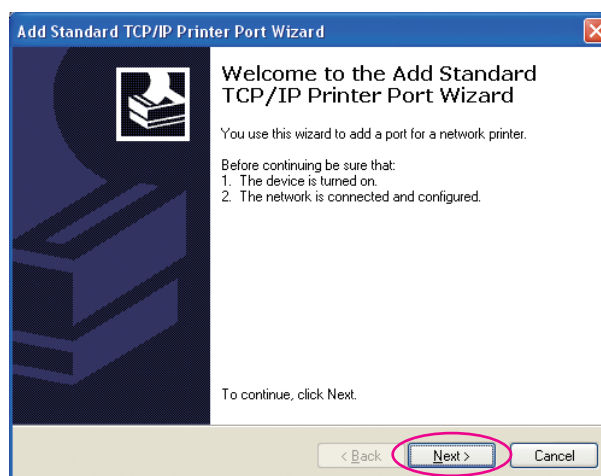 Add Standard TCP/IP Printer Port Wizard
Welcome to the Add Standard
TCP/IP Printer Port Wizard
You use this wizard to add a port for a network printer.
Before continuing be sure that:
1. The device is turned on.
2. The network is connected and configured.
To continue, click Next.
< Back
Next >
Cancel